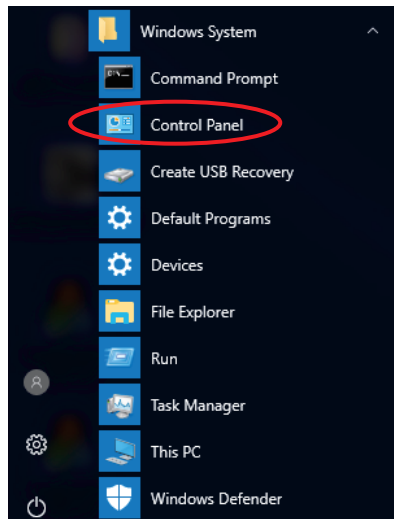 Windows System
Command Prompt
Control Panel
Create USB Recovery
Default Programs
Devices
File Explorer
Run
Task Manager
This PC
Windows Defender